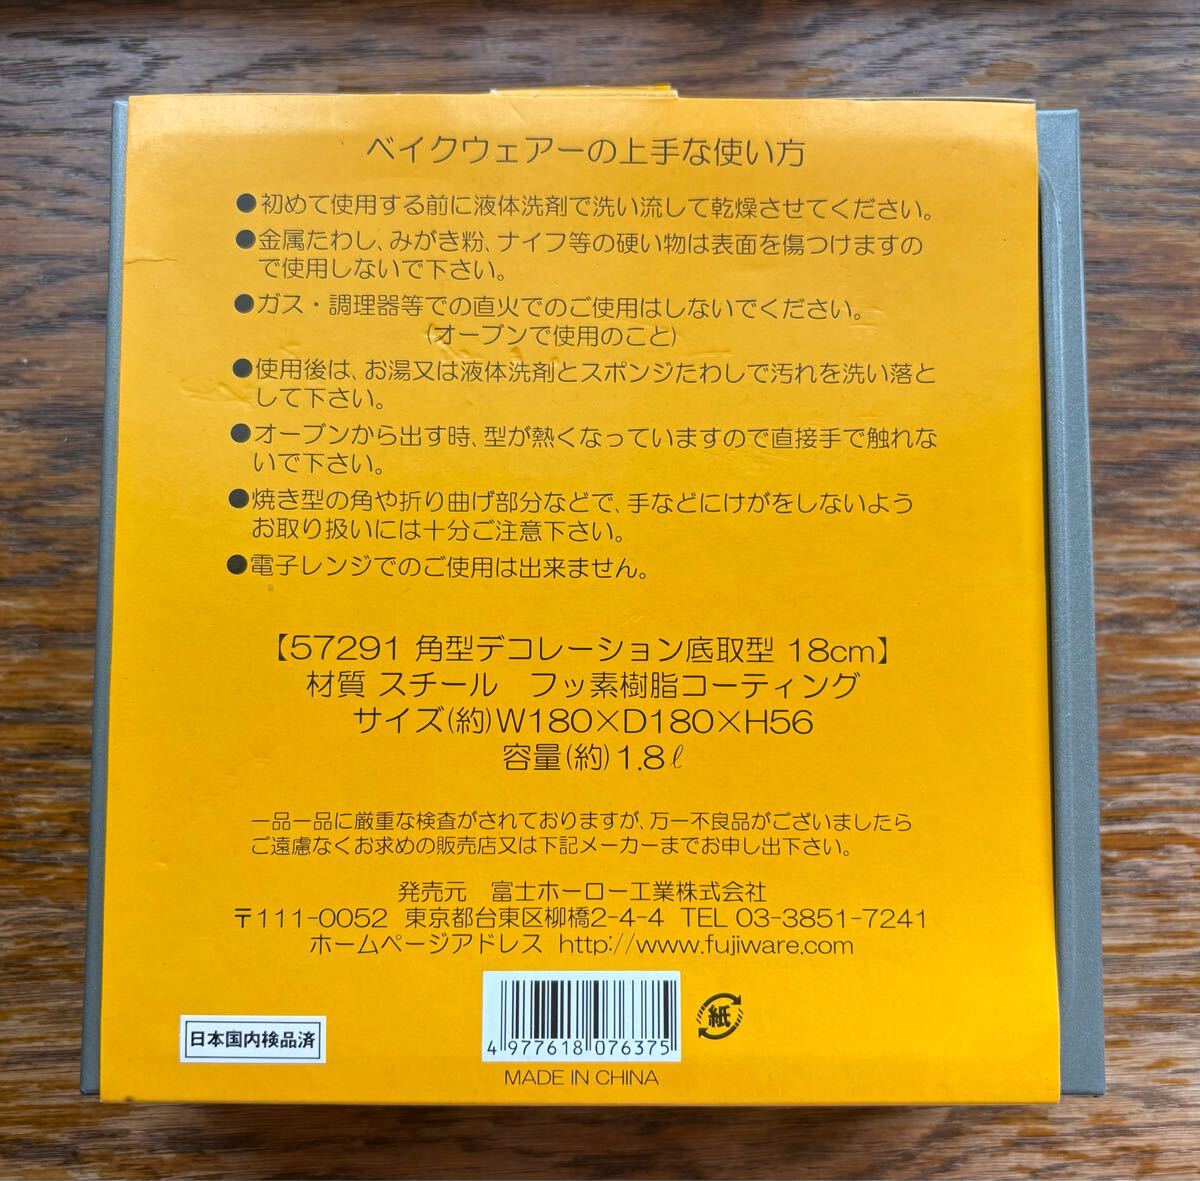 ベイクウェアーの上手な使い方
●初めて使用する前に液体洗剤で洗い流して乾燥させてください。
●金属たわし、みがき粉、ナイフ等の硬い物は表面を傷つけますの
で使用しないで下さい。
●ガス・調理器等での直火でのご使用はしないでください。
(オーブンで使用のこと)
●使用後は、お湯又は液体洗剤とスポンジたわしで汚れを洗い落と
して下さい。
●オーブンから出す時、型が熱くなっていますので直接手で触れな
いで下さい。
●焼き型の角や折り曲げ部分などで、手などにけがをしないよう
お取り扱いには十分ご注意下さい。
●電子レンジでのご使用は出来ません。
【57291 角型デコレーション底取型 18cm】
材質 スチール　フッ素樹脂コーティング
サイズ(約)W180×D180×H56
容量(約)1.8ℓ
一品一品に厳重な検査がされておりますが、万一不良品がございましたら
ご遠慮なくお求めの販売店又は下記メーカーまでお申し出下さい。
発売元　富士ホーロー工業株式会社
〒111-0052 東京都台東区柳橋2-4-4 TEL 03-3851-7241
ホームページアドレス http://www.fujiware.com
日本国内検品済
4 977618 076375
紙
MADE IN CHINA